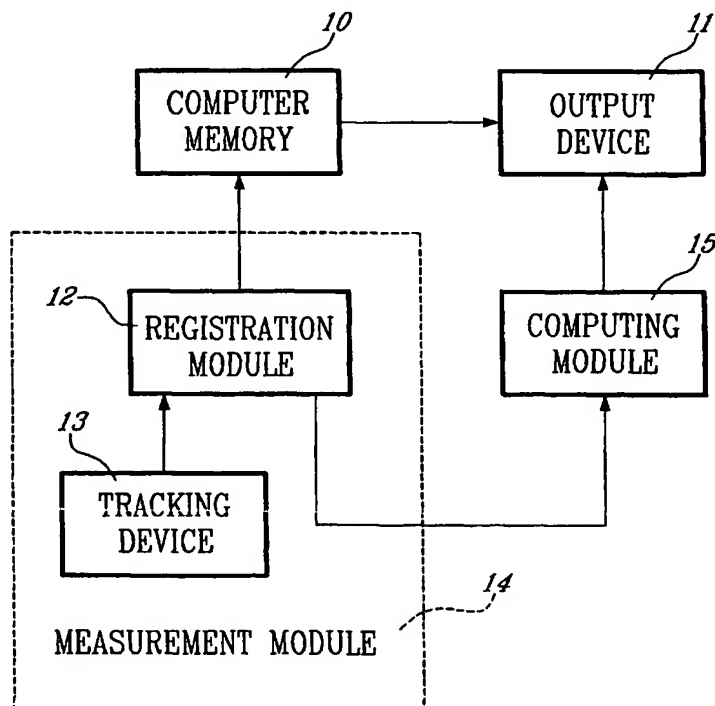 10
11
COMPUTER
MEMORY
OUTPUT
DEVICE
12
15
REGISTRATION
MODULE
COMPUTING
MODULE
13
TRACKING
DEVICE
14
MEASUREMENT MODULE